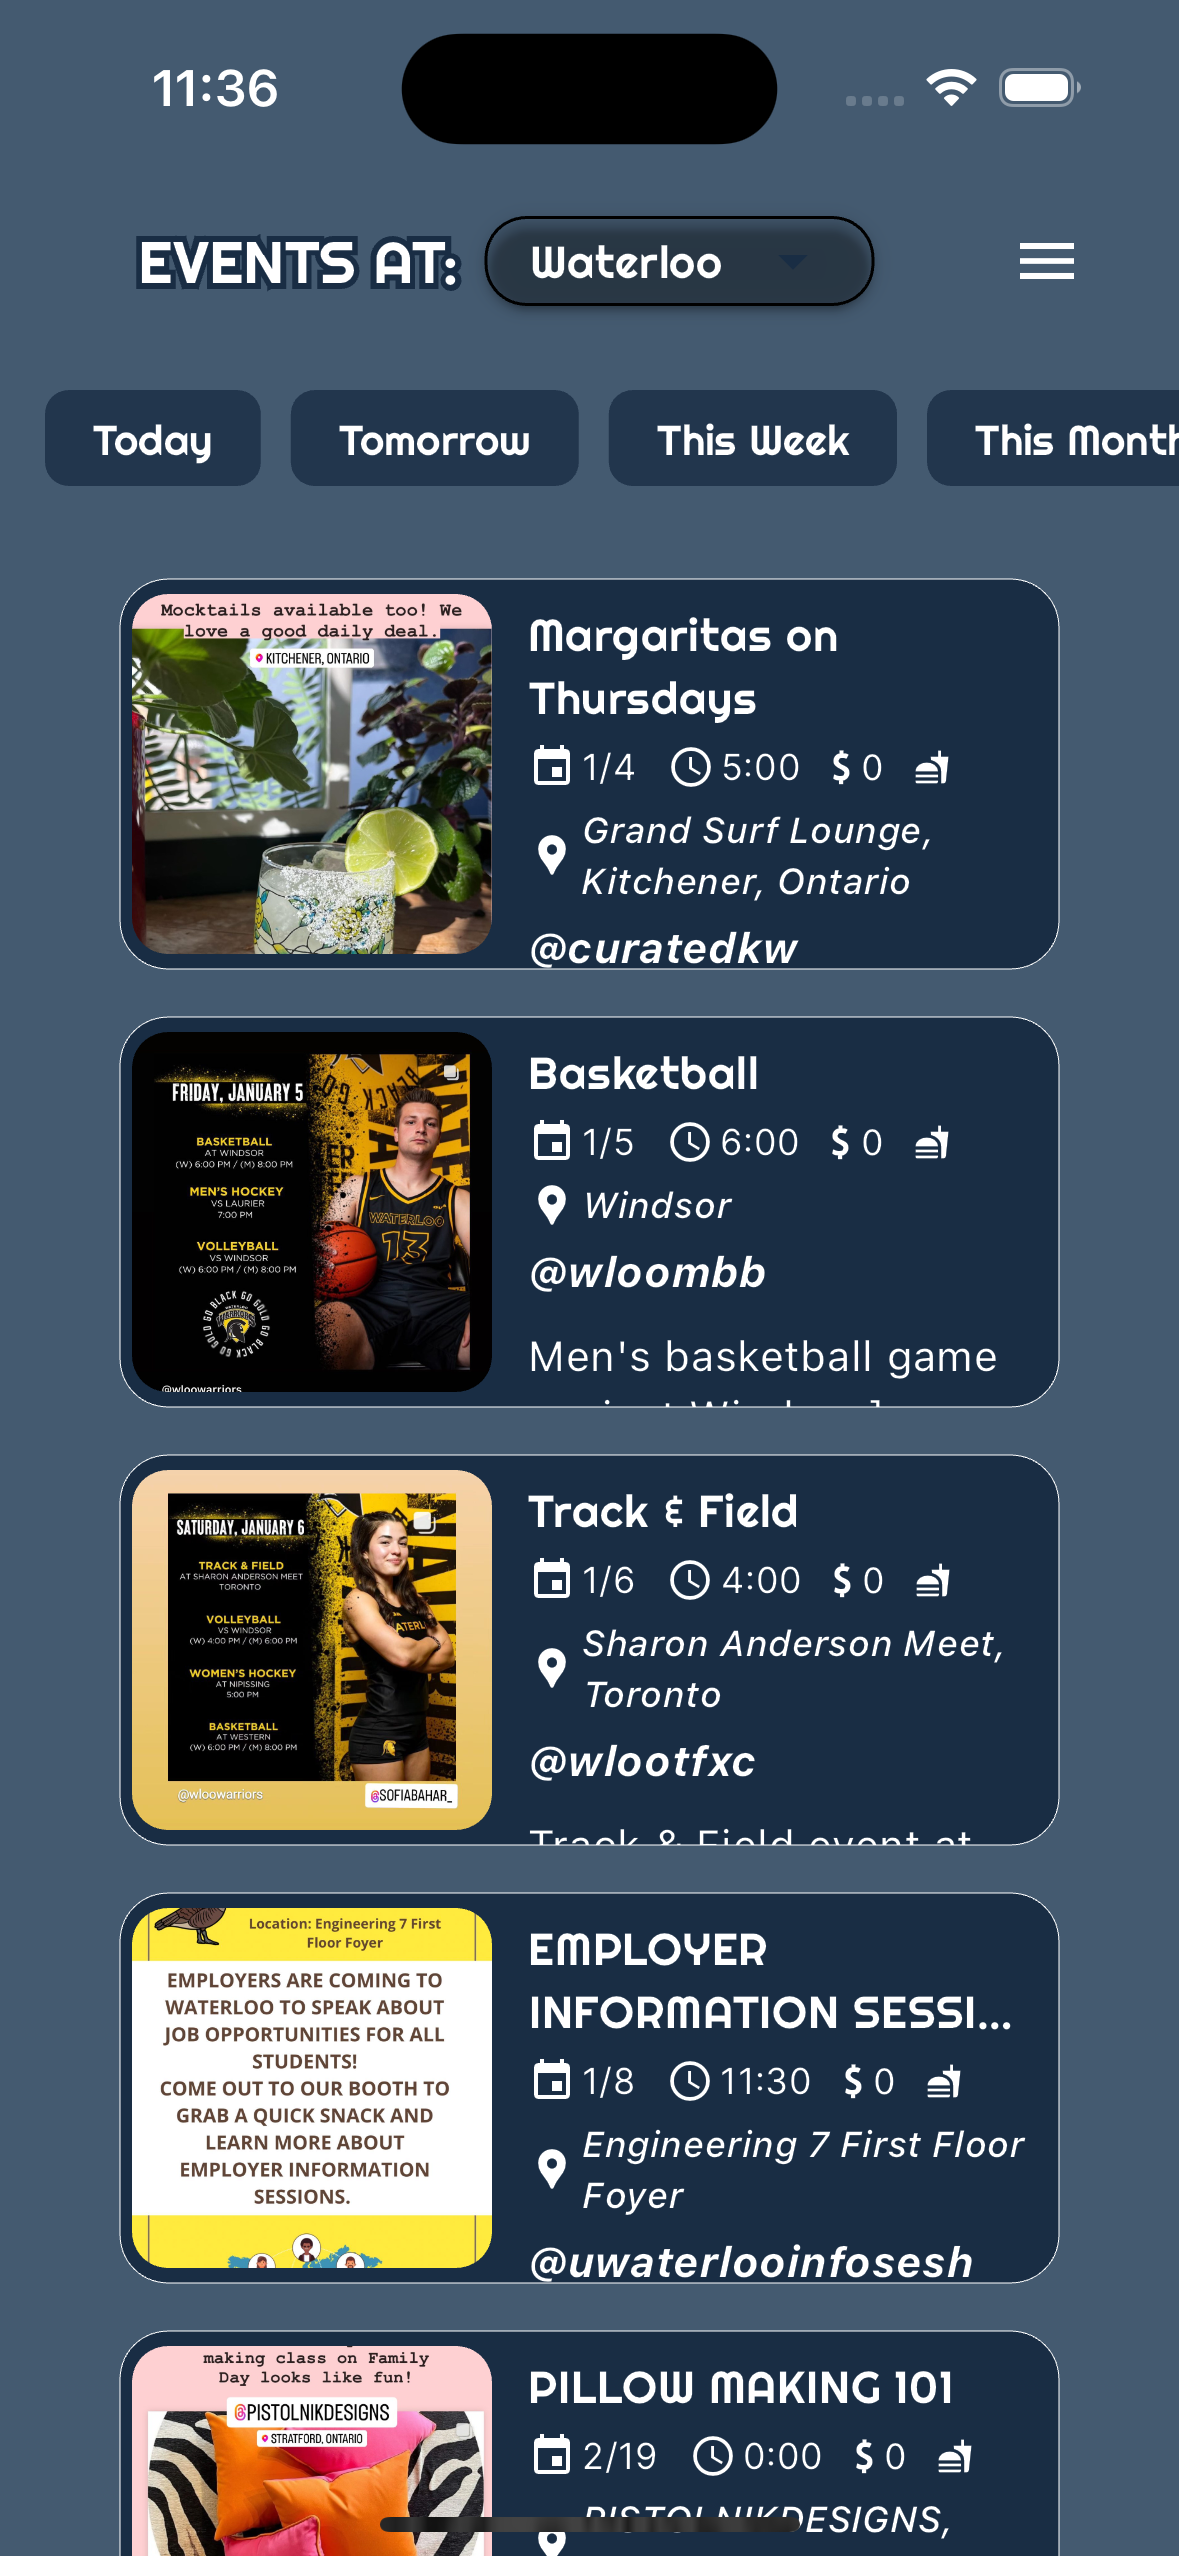 11:36
EVENTS AT:
Waterloo
Today
Tomorrow
This Week
This Month
Mocktails available too! We
love a good daily deal.
KITCHENER, ONTARIO
Margaritas on
Thursdays
1/4
5:00
$ 0
Grand Surf Lounge,
Kitchener, Ontario
@curatedkw
FRIDAY, JANUARY 5
BASKETBALL
AT WINDSOR
(W) 6:00 PM / (M) 8:00 PM
MEN'S HOCKEY
VS LAURIER
7:00 PM
VOLLEYBALL
VS WINDSOR
(W) 6:00 PM / (M) 8:00 PM
GO BLACK GO GOLD GO BLACK GO GOLD
WATERLOO
WARRIORS
WATERLOO
13
@wloowarriors
Basketball
1/5
6:00
$ 0
Windsor
@wloombb
Men's basketball game
SATURDAY, JANUARY 6
TRACK & FIELD
AT SHARON ANDERSON MEET
TORONTO
VOLLEYBALL
VS WINDSOR
(W) 4:00 PM / (M) 6:00 PM
WOMEN'S HOCKEY
AT NIPISSING
5:00 PM
BASKETBALL
AT WESTERN
(W) 6:00 PM / (M) 8:00 PM
@wloowarriors
@SOFIABAHAR_
Track & Field
1/6
4:00
$ 0
Sharon Anderson Meet,
Toronto
@wlootfxc
Track & Field event at
Location: Engineering 7 First
Floor Foyer
EMPLOYERS ARE COMING TO
WATERLOO TO SPEAK ABOUT
JOB OPPORTUNITIES FOR ALL
STUDENTS!
COME OUT TO OUR BOOTH TO
GRAB A QUICK SNACK AND
LEARN MORE ABOUT
EMPLOYER INFORMATION
SESSIONS.
EMPLOYER
INFORMATION SESSI...
1/8
11:30
$ 0
Engineering 7 First Floor
Foyer
@uwaterlooinfosesh
making class on Family
Day looks like fun!
@PISTOLNIKDESIGNS
STRATFORD, ONTARIO
PILLOW MAKING 101
2/19
0:00
$ 0
PISTOLNIKDESIGNS,